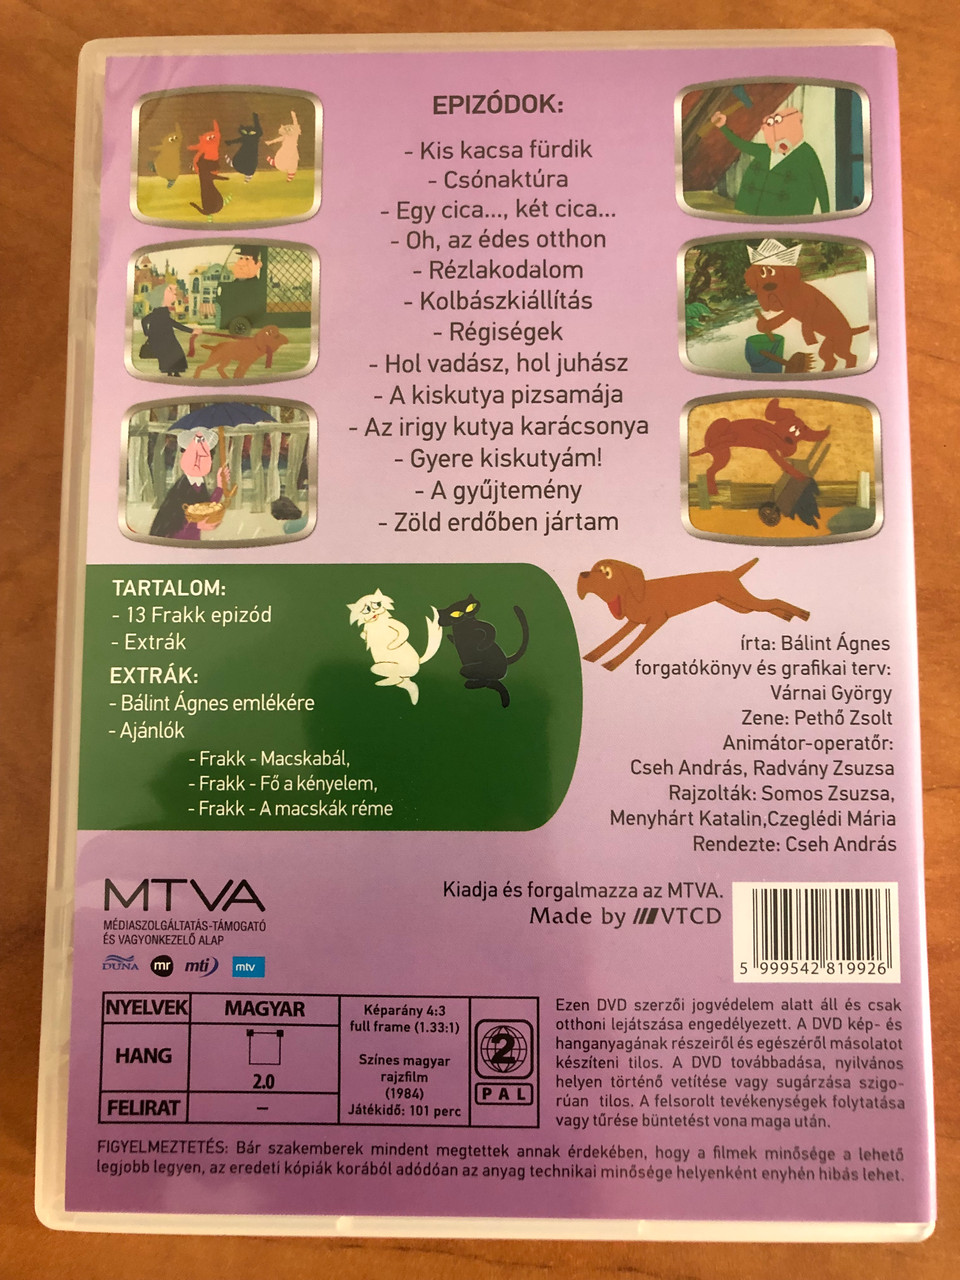 EPIZÓDOK:
- Kis kacsa fürdik
- Csónaktúra
- Egy cica..., két cica...
- Oh, az édes otthon
- Rézlakodalom
- Kolbászkiállítás
- Régiségek
- Hol vadász, hol juhász
- A kiskutya pizsamája
- Az irigy kutya karácsonya
- Gyere kiskutyám!
- A gyűjtemény
- Zöld erdőben jártam
TARTALOM:
- 13 Frakk epizód
- Extrák
EXTRÁK:
- Bálint Ágnes emlékére
- Ajánlók
- Frakk - Macskabál,
- Frakk - Fő a kényelem,
- Frakk - A macskák réme
írta: Bálint Ágnes
forgatókönyv és grafikai terv:
Várnai György
Zene: Pethő Zsolt
Animátor-operatőr:
Cseh András, Radvány Zsuzsa
Rajzolták: Somos Zsuzsa,
Menyhárt Katalin,Czeglédi Mária
Rendezte: Cseh András
MTVA
MÉDIASZOLGÁLTATÁS-TÁMOGATÓ
ÉS VAGYONKEZELŐ ALAP
DUNA mr mti mtv
Kiadja és forgalmazza az MTVA.
Made by VTCD
5 999542 819926
NYELVEK MAGYAR
HANG 2.0
FELIRAT –
Képarány 4:3
full frame (1.33:1)
Színes magyar
rajzfilm
(1984)
Játékidő: 101 perc
2
PAL
Ezen DVD szerzői jogvédelem alatt áll és csak
otthoni lejátszása engedélyezett. A DVD kép- és
hanganyagának részeiről és egészéről másolatot
készíteni tilos. A DVD továbbadása, nyilvános
helyen történő vetítése vagy sugárzása szigo-
rúan tilos. A felsorolt tevékenységek folytatása
vagy tűrése büntetést vona maga után.
FIGYELMEZTETÉS: Bár szakemberek mindent megtettek annak érdekében, hogy a filmek minősége a lehető
legjobb legyen, az eredeti kópiák korából adódóan az anyag technikai minősége helyenként enyhén hibás lehet.